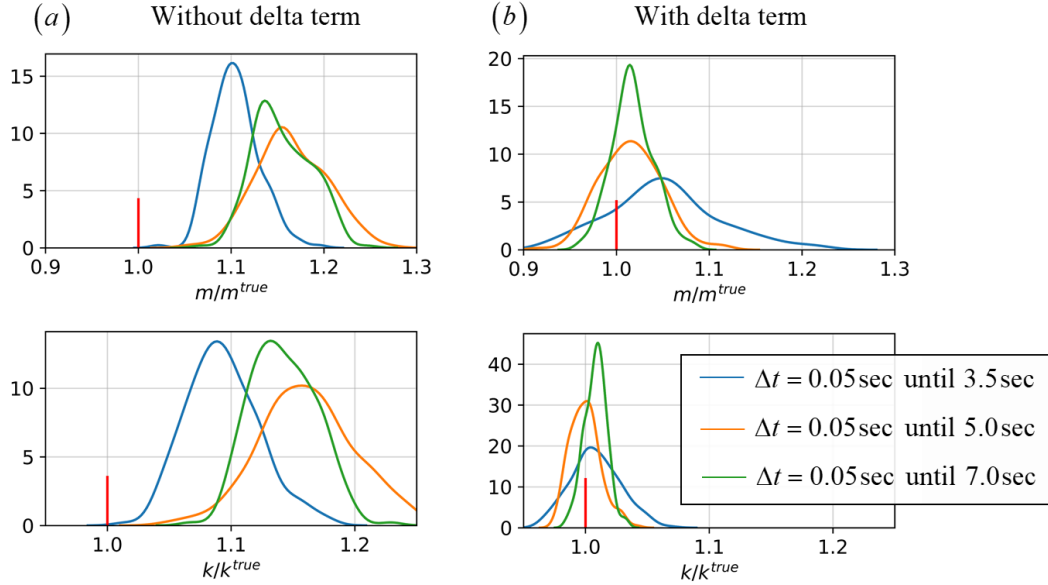 (a) Without delta term
(b) With delta term
15
10
5
0
0.9 1.0 1.1 1.2 1.3
m/m^true
20
15
10
5
0
0.9 1.0 1.1 1.2 1.3
m/m^true
10
5
0
1.0 1.1 1.2
k/k^true
40
30
20
10
0
1.0 1.1 1.2
k/k^true
Δt = 0.05sec until 3.5sec
Δt = 0.05sec until 5.0sec
Δt = 0.05sec until 7.0sec